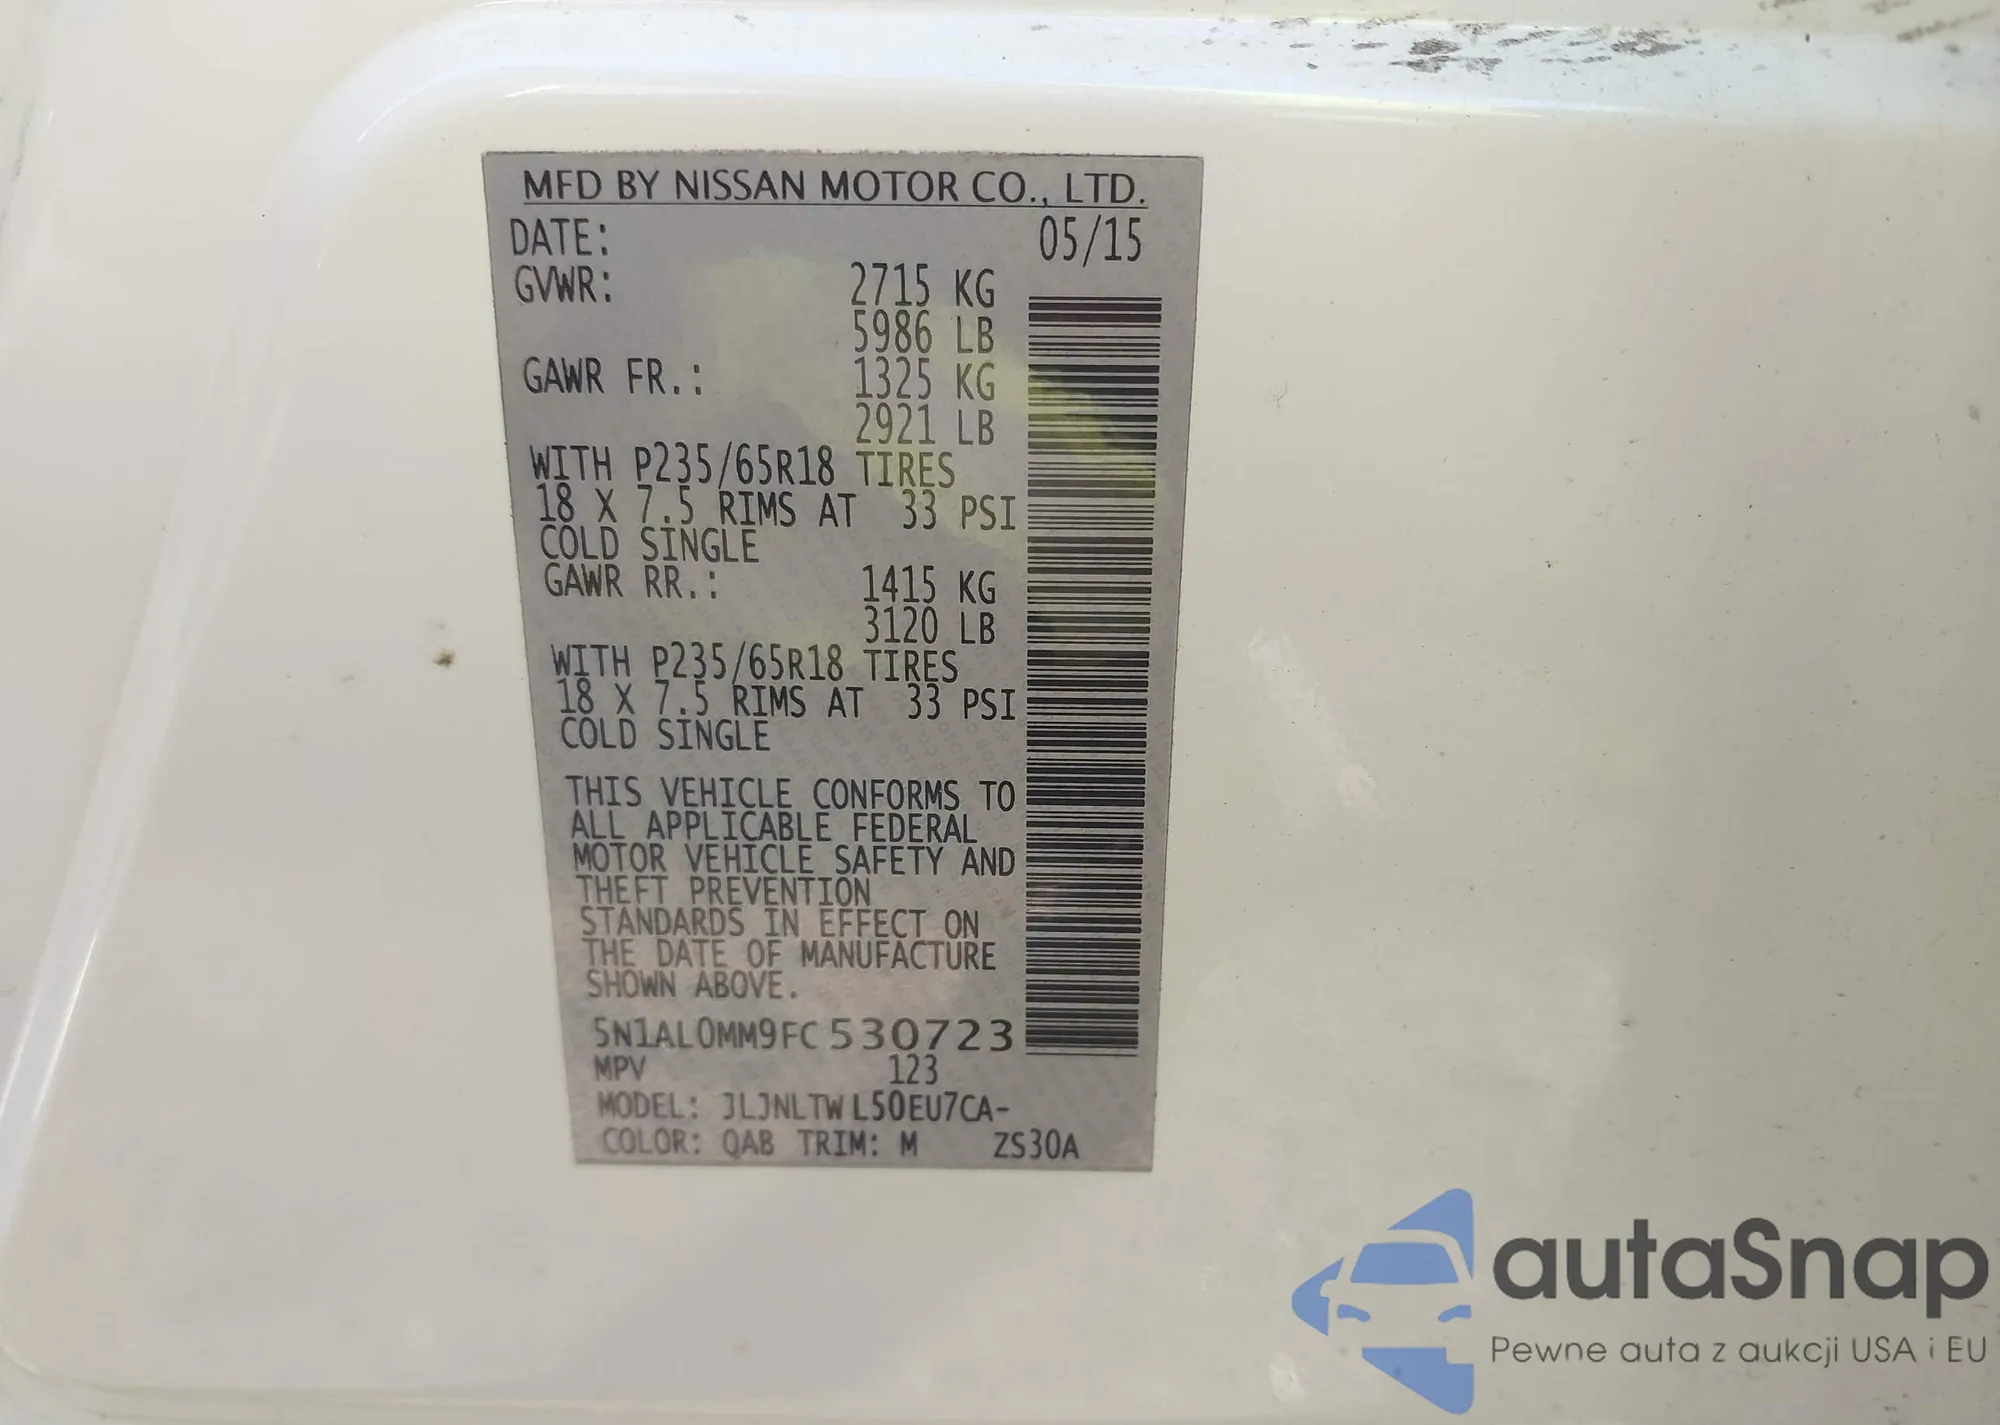 MFD BY NISSAN MOTOR CO., LTD.
DATE: 05/15
GVWR: 2715 KG
5986 LB
GAWR FR.: 1325 KG
2921 LB
WITH P235/65R18 TIRES
18 X 7.5 RIMS AT 33 PSI
COLD SINGLE
GAWR RR.: 1415 KG
3120 LB
WITH P235/65R18 TIRES
18 X 7.5 RIMS AT 33 PSI
COLD SINGLE
THIS VEHICLE CONFORMS TO
ALL APPLICABLE FEDERAL
MOTOR VEHICLE SAFETY AND
THEFT PREVENTION
STANDARDS IN EFFECT ON
THE DATE OF MANUFACTURE
SHOWN ABOVE.
5N1AL0MM9FC530723
MPV 123
MODEL: JLJNLTWL50EU7CA-
COLOR: QAB TRIM: M ZS30A
autaSnap
Pewne auta z aukcji USA i EU